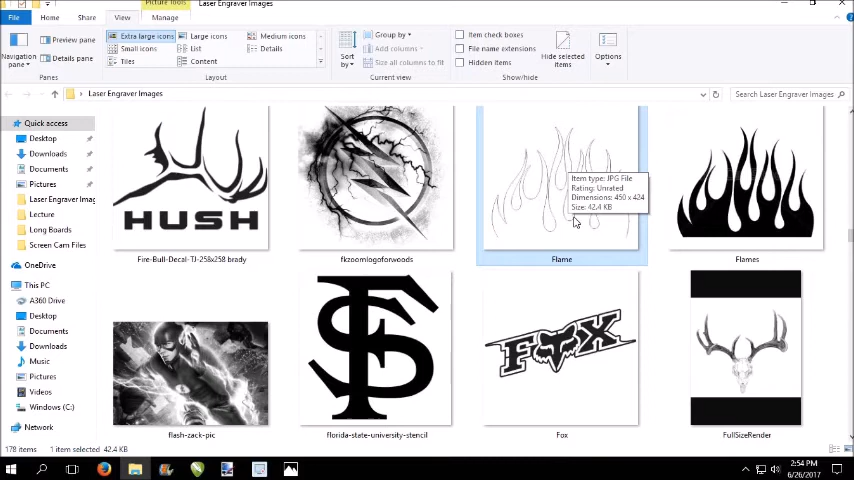 Picture Tools
Laser Engraver Images
File
Home
Share
View
Manage
Navigation pane
Preview pane
Details pane
Panes
Extra large icons
Large icons
Medium icons
Small icons
List
Details
Tiles
Content
Layout
Sort by
Group by
Add columns
Size all columns to fit
Current view
Item check boxes
File name extensions
Hidden items
Hide selected items
Show/hide
Options
Laser Engraver Images
Search Laser Engraver Images
Quick access
Desktop
Downloads
Documents
Pictures
Laser Engraver Imag
Lecture
Long Boards
Screen Cam Files
OneDrive
This PC
A360 Drive
Desktop
Documents
Downloads
Music
Pictures
Videos
Windows (C:)
Network
HUSH
Item type: JPG File
Rating: Unrated
Dimensions: 450 x 424
Size: 42.4 KB
Fire-Bull-Decal-TJ-258x258 brady
fkzoomlogoforwoods
Flame
Flames
FS
FOX
flash-zack-pic
florida-state-university-stencil
Fox
FullSizeRender
178 items
1 item selected 42.4 KB
2:54 PM
6/26/2017